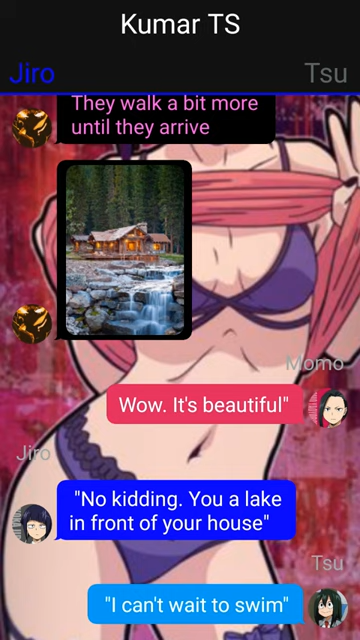 Kumar TS
Jiro
Tsu
They walk a bit more
until they arrive
Momo
Wow. It's beautiful"
Jiro
"No kidding. You a lake
in front of your house"
Tsu
"I can't wait to swim"